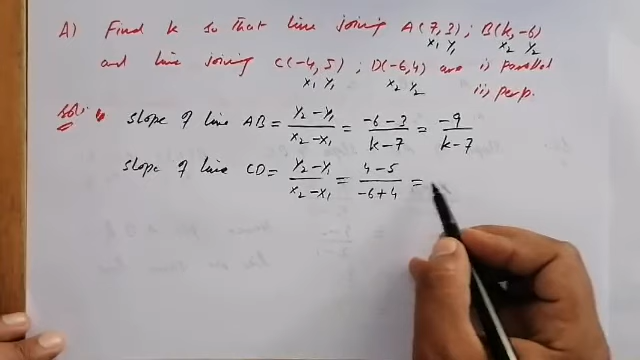 A) Find k so that line joining A(7,3); B(k,-6)
x₁ y₁ x₂ y₂
and line joining C(-4,5); D(-6,4) are i) Parallel
x₁ y₁ x₂ y₂ ii) perp.
Sol: slope of line AB = (y₂-y₁)/(x₂-x₁) = (-6-3)/(k-7) = -9/(k-7)
slope of line CD = (y₂-y₁)/(x₂-x₁) = (4-5)/(-6+4) =